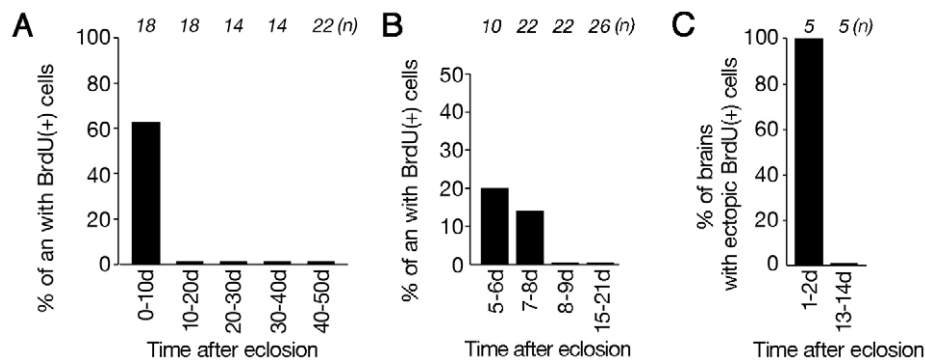 A
18 18 14 14 22 (n)
% of an with BrdU(+) cells
100
80
60
40
20
0
0-10d 10-20d 20-30d 30-40d 40-50d
Time after eclosion
B
10 22 22 26 (n)
% of an with BrdU(+) cells
50
40
30
20
10
0
5-6d 7-8d 8-9d 15-21d
Time after eclosion
C
5 5 (n)
% of brains
with ectopic BrdU(+) cells
100
80
60
40
20
0
1-2d 13-14d
Time after eclosion